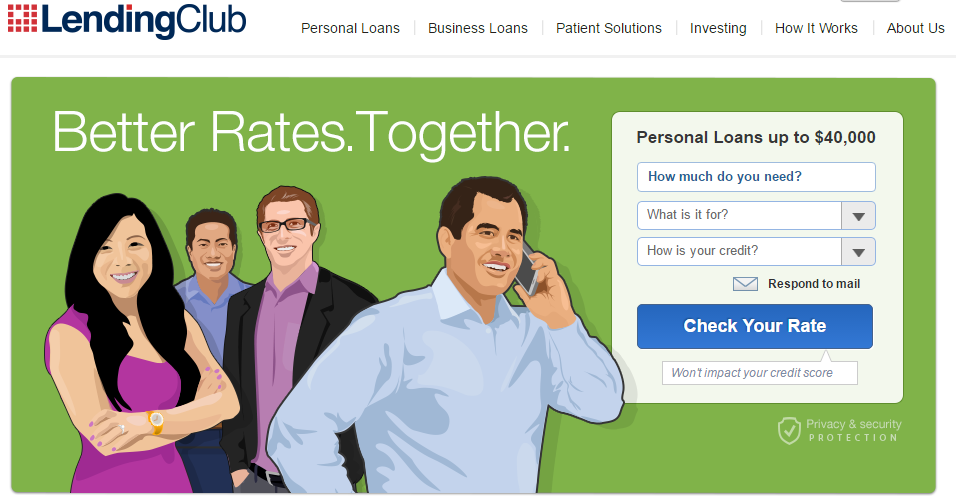 LendingClub
Personal Loans
Business Loans
Patient Solutions
Investing
How It Works
About Us
Better Rates.Together.
Personal Loans up to $40,000
How much do you need?
What is it for?
How is your credit?
Respond to mail
Check Your Rate
Won't impact your credit score
Privacy & security
PROTECTION